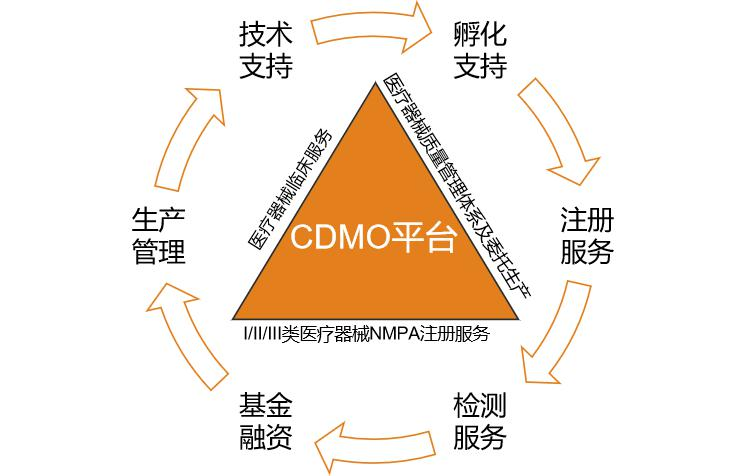 技术
支持
孵化
支持
医疗器械临床服务
医疗器械质量管理体系及委托生产
生产
管理
CDMO平台
注册
服务
I/II/III类医疗器械NMPA注册服务
基金
融资
检测
服务